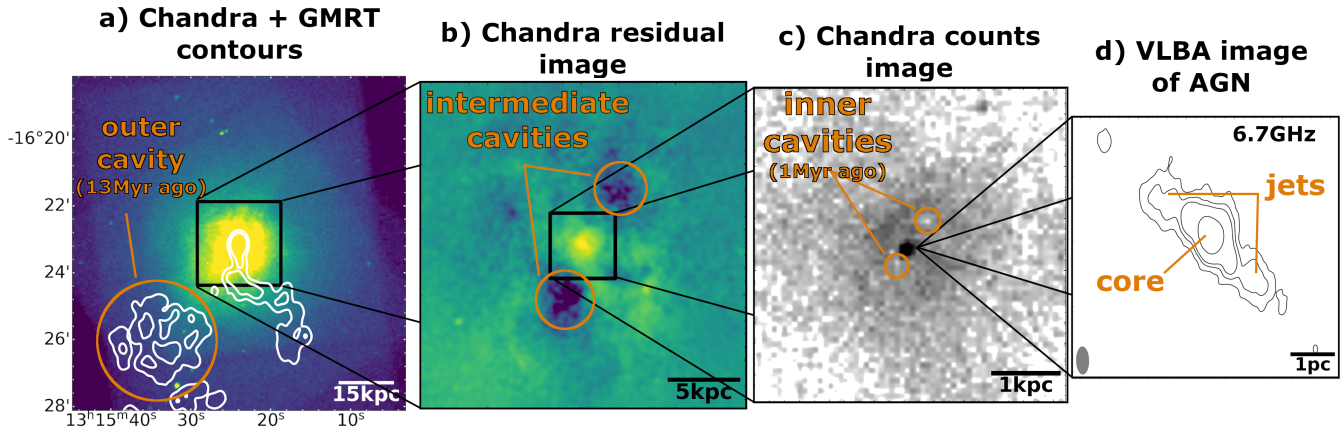 a) Chandra + GMRT
contours
outer
cavity
(13Myr ago)
-16°20'
22'
24'
26'
28'
13ʰ15ᵐ40ˢ
30ˢ
20ˢ
10ˢ
15kpc
b) Chandra residual
image
intermediate
cavities
5kpc
c) Chandra counts
image
inner
cavities
(1Myr ago)
1kpc
d) VLBA image
of AGN
6.7GHz
jets
core
1pc